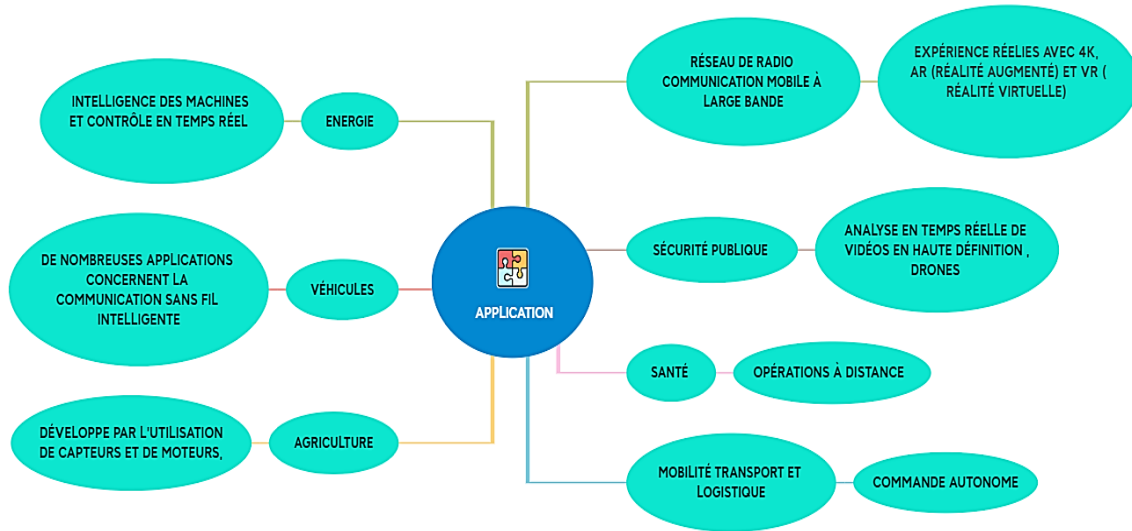 INTELLIGENCE DES MACHINES
ET CONTRÔLE EN TEMPS RÉEL
ENERGIE
DE NOMBREUSES APPLICATIONS
CONCERNENT LA
COMMUNICATION SANS FIL
INTELLIGENTE
VÉHICULES
DÉVELOPPE PAR L'UTILISATION
DE CAPTEURS ET DE MOTEURS,
AGRICULTURE
APPLICATION
RÉSEAU DE RADIO
COMMUNICATION MOBILE À
LARGE BANDE
EXPÉRIENCE RÉELIES AVEC 4K,
AR (RÉALITÉ AUGMENTÉ) ET VR (
RÉALITÉ VIRTUELLE)
SÉCURITÉ PUBLIQUE
ANALYSE EN TEMPS RÉELLE DE
VIDÉOS EN HAUTE DÉFINITION ,
DRONES
SANTÉ
OPÉRATIONS À DISTANCE
MOBILITÉ TRANSPORT ET
LOGISTIQUE
COMMANDE AUTONOME